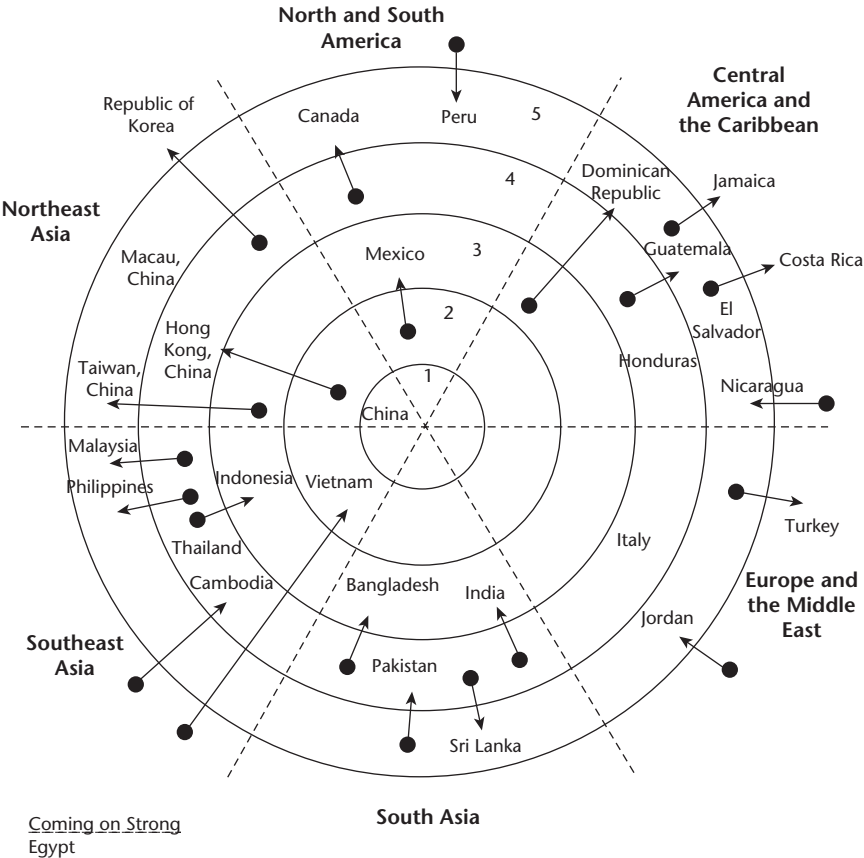 North and South
America
Central
America and
the Caribbean
Republic of
Korea
Canada
Peru
5
Dominican
Republic
4
Jamaica
Northeast
Asia
Macau,
China
Mexico
3
Guatemala
Costa Rica
El
Salvador
2
Hong
Kong,
China
Honduras
Taiwan,
China
1
Nicaragua
China
Malaysia
Philippines
Indonesia
Vietnam
Thailand
Turkey
Italy
Cambodia
Bangladesh
India
Europe and
the Middle
East
Jordan
Southeast
Asia
Pakistan
Sri Lanka
South Asia
Coming on Strong
Egypt